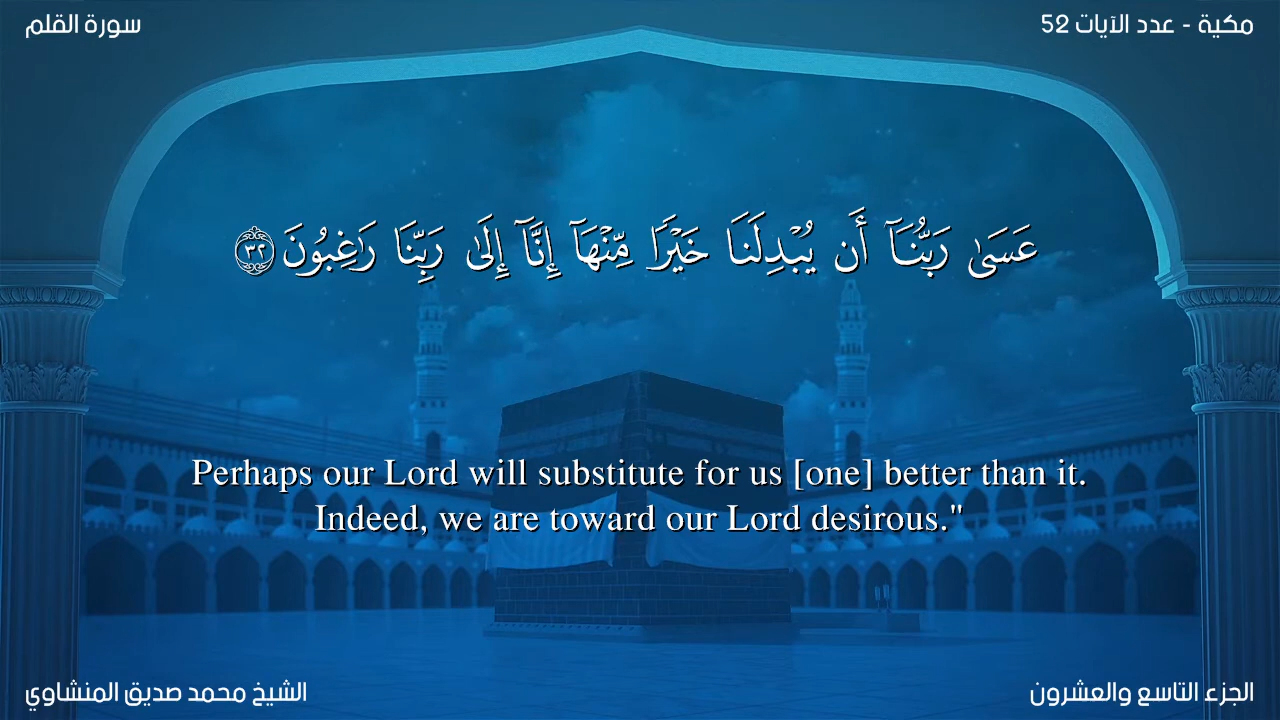 مكية - عدد الآيات 52
سورة القلم
عَسَىٰ رَبُّنَآ أَن يُبْدِلَنَا خَيْرًا مِّنْهَآ إِنَّآ إِلَىٰ رَبِّنَا رَٰغِبُونَ ٣٢
Perhaps our Lord will substitute for us [one] better than it.
Indeed, we are toward our Lord desirous."
الجزء التاسع والعشرون
الشيخ محمد صديق المنشاوي